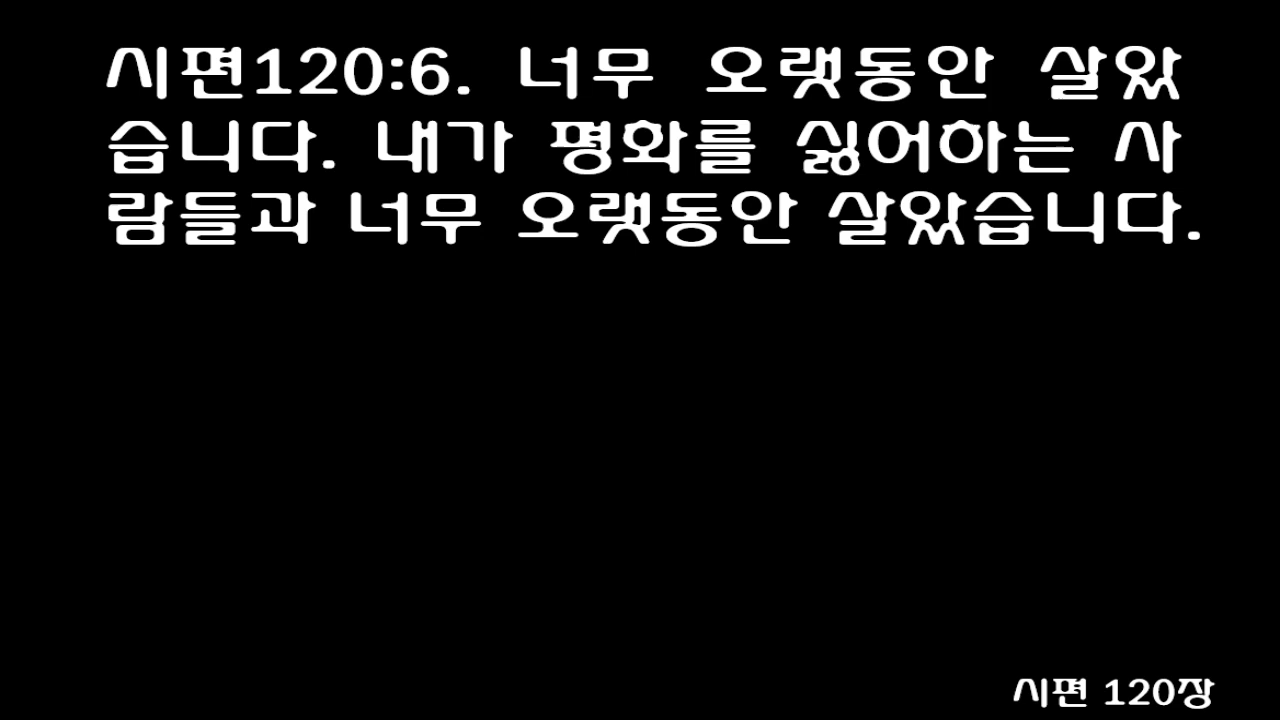 시편120:6. 너무 오랫동안 살았
습니다. 내가 평화를 싫어하는 사
람들과 너무 오랫동안 살았습니다.
시편 120장